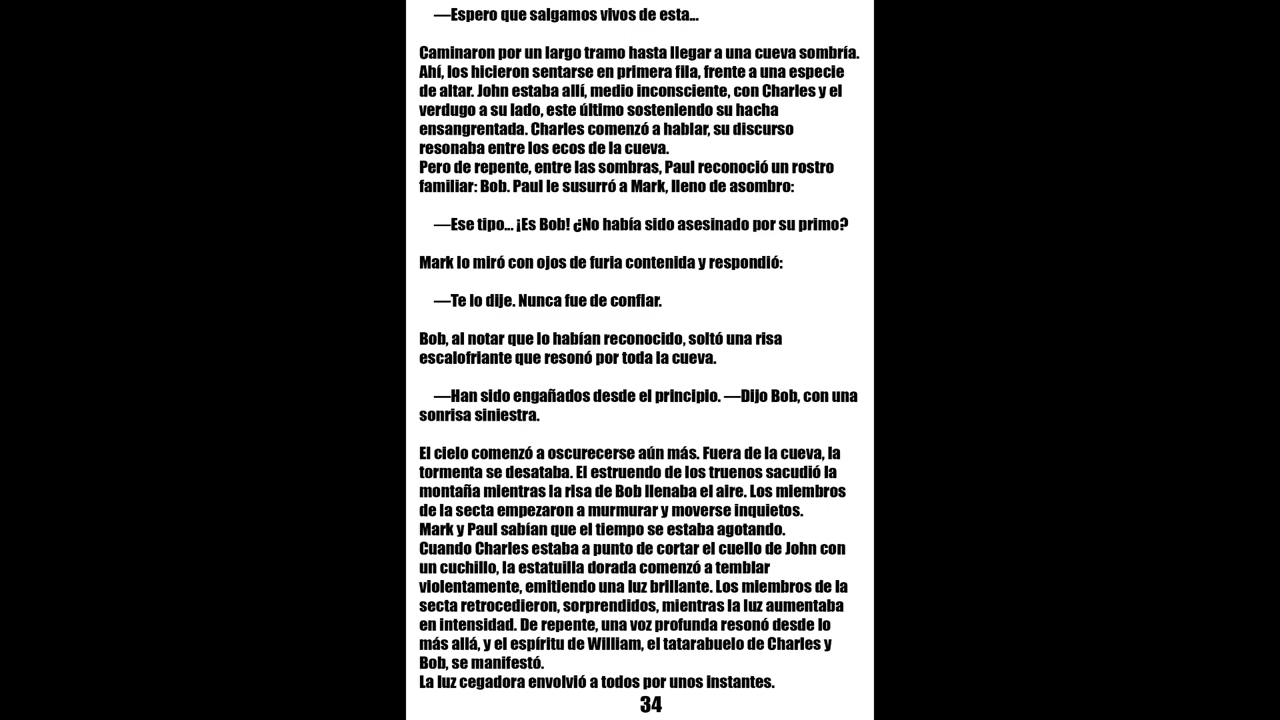 —Espero que salgamos vivos de esta...
Caminaron por un largo tramo hasta llegar a una cueva sombría.
Ahí, los hicieron sentarse en primera fila, frente a una especie
de altar. John estaba allí, medio inconsciente, con Charles y el
verdugo a su lado, este último sosteniendo su hacha
ensangrentada. Charles comenzó a hablar, su discurso
resonaba entre los ecos de la cueva.
Pero de repente, entre las sombras, Paul reconoció un rostro
familiar: Bob. Paul le susurró a Mark, lleno de asombro:
—Ese tipo... ¡Es Bob! ¿No había sido asesinado por su primo?
Mark lo miró con ojos de furia contenida y respondió:
—Te lo dije. Nunca fue de confiar.
Bob, al notar que lo habían reconocido, soltó una risa
escalofriante que resonó por toda la cueva.
—Han sido engañados desde el principio. —Dijo Bob, con una
sonrisa siniestra.
El cielo comenzó a oscurecerse aún más. Fuera de la cueva, la
tormenta se desataba. El estruendo de los truenos sacudió la
montaña mientras la risa de Bob llenaba el aire. Los miembros
de la secta empezaron a murmurar y moverse inquietos.
Mark y Paul sabían que el tiempo se estaba agotando.
Cuando Charles estaba a punto de cortar el cuello de John con
un cuchillo, la estatuilla dorada comenzó a temblar
violentamente, emitiendo una luz brillante. Los miembros de la
secta retrocedieron, sorprendidos, mientras la luz aumentaba
en intensidad. De repente, una voz profunda resonó desde lo
más allá, y el espíritu de William, el tatarabuelo de Charles y
Bob, se manifestó.
La luz cegadora envolvió a todos por unos instantes.
34